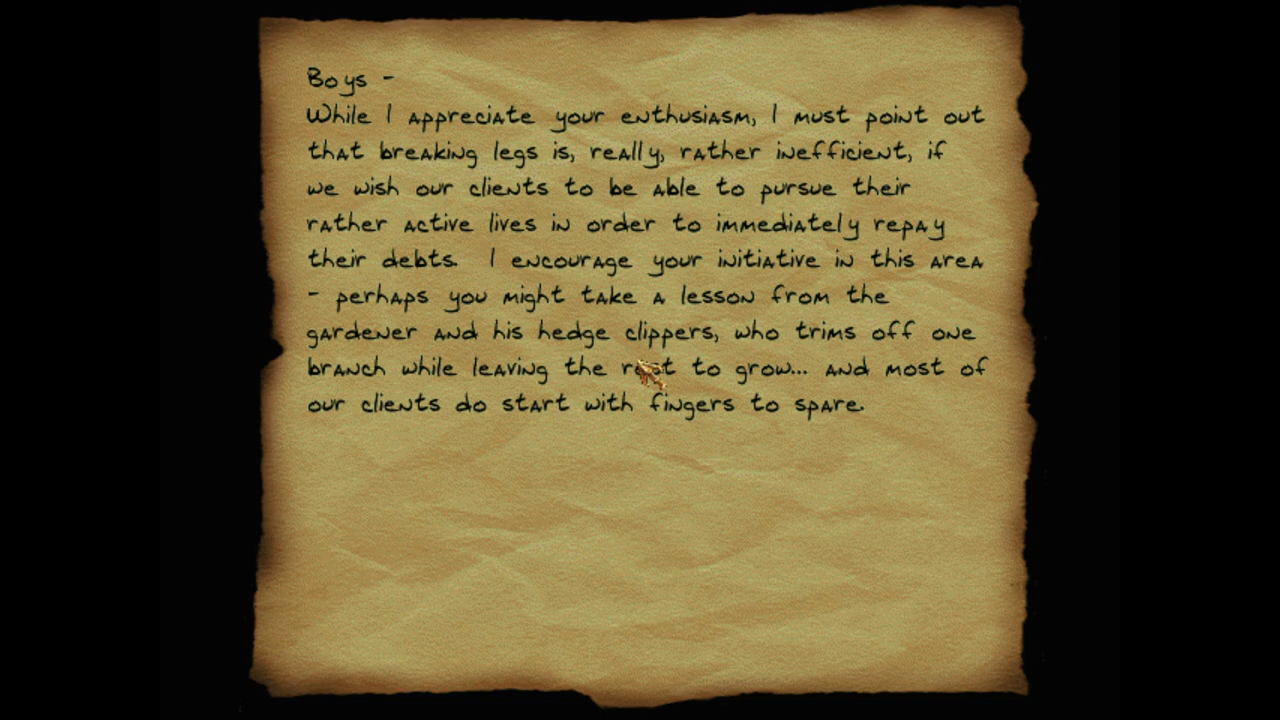 Boys -
While I appreciate your enthusiasm, I must point out
that breaking legs is, really, rather inefficient, if
we wish our clients to be able to pursue their
rather active lives in order to immediately repay
their debts.  I encourage your initiative in this area
- perhaps you might take a lesson from the
gardener and his hedge clippers, who trims off one
branch while leaving the rest to grow... and most of
our clients do start with fingers to spare.